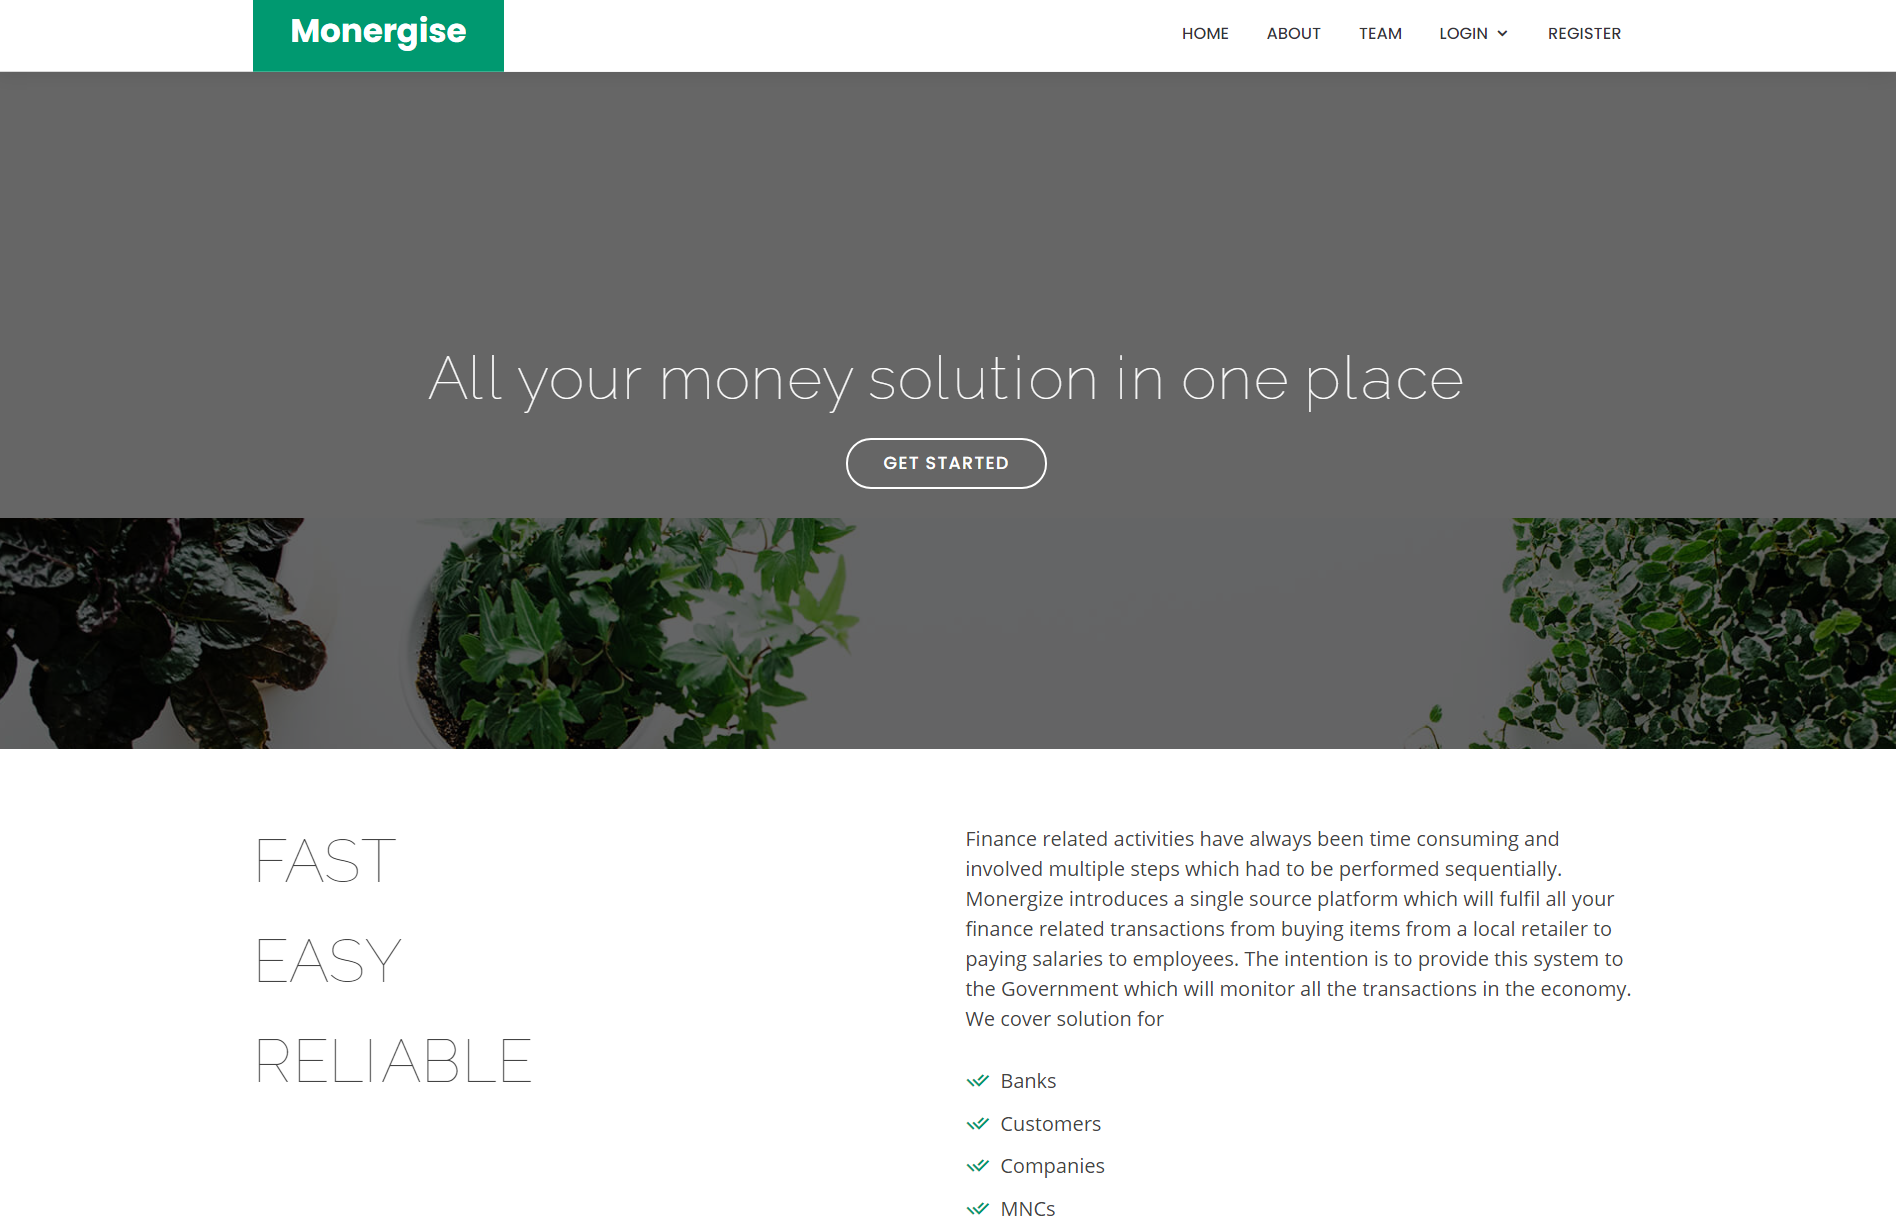 Monergise
HOME ABOUT TEAM LOGIN REGISTER
All your money solution in one place
GET STARTED
FAST
EASY
RELIABLE
Finance related activities have always been time consuming and
involved multiple steps which had to be performed sequentially.
Monergize introduces a single source platform which will fulfil all your
finance related transactions from buying items from a local retailer to
paying salaries to employees. The intention is to provide this system to
the Government which will monitor all the transactions in the economy.
We cover solution for
Banks
Customers
Companies
MNCs